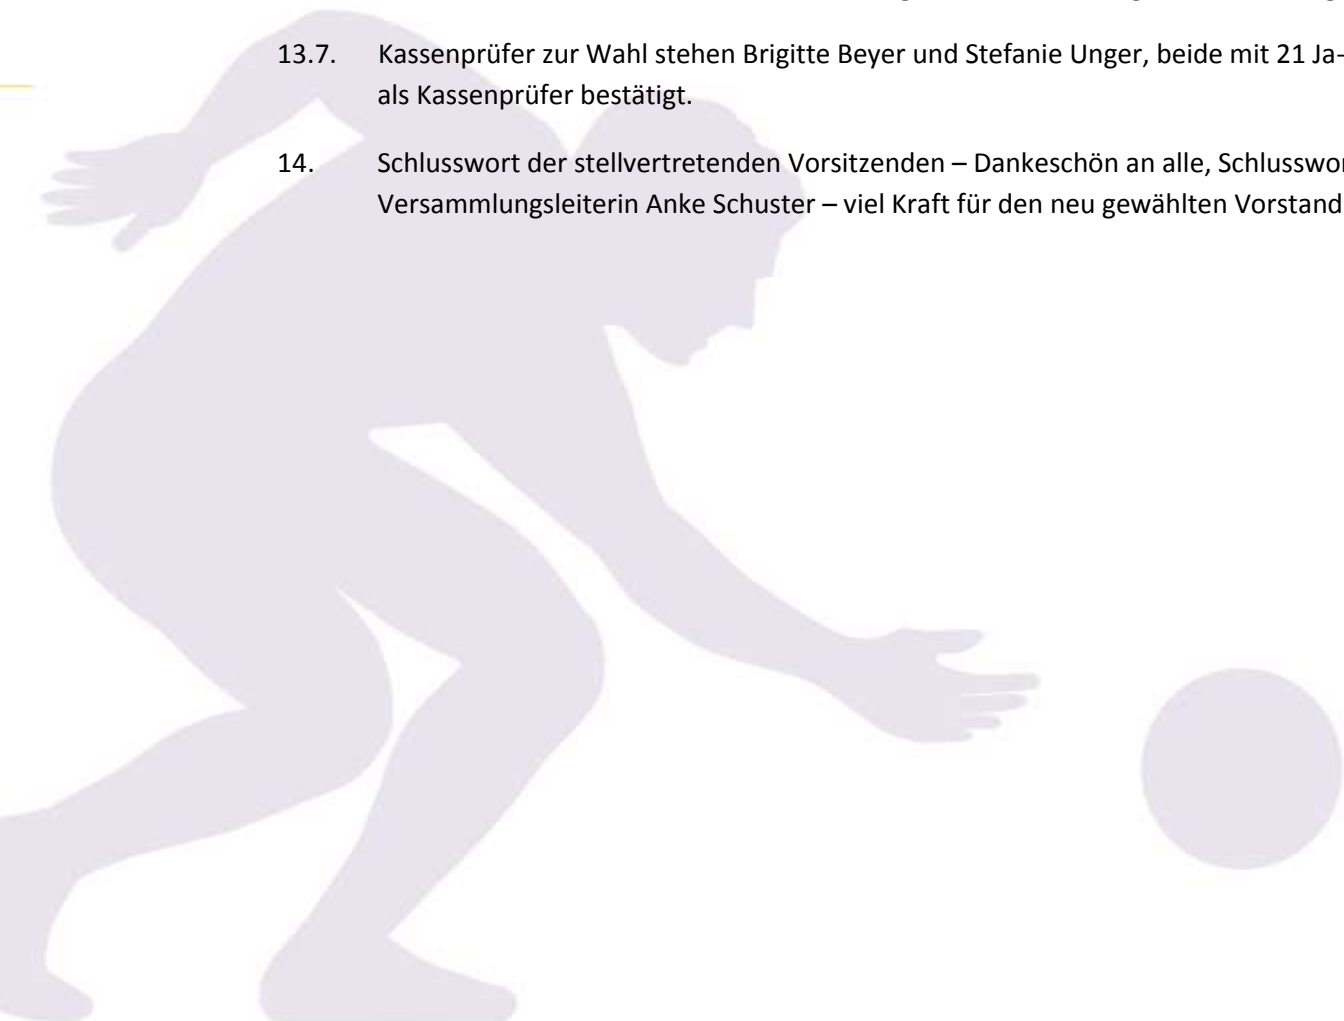 13.7. Kassenprüfer zur Wahl stehen Brigitte Beyer und Stefanie Unger, beide mit 21 Ja-
als Kassenprüfer bestätigt.
14. Schlusswort der stellvertretenden Vorsitzenden – Dankeschön an alle, Schlusswor
Versammlungsleiterin Anke Schuster – viel Kraft für den neu gewählten Vorstand